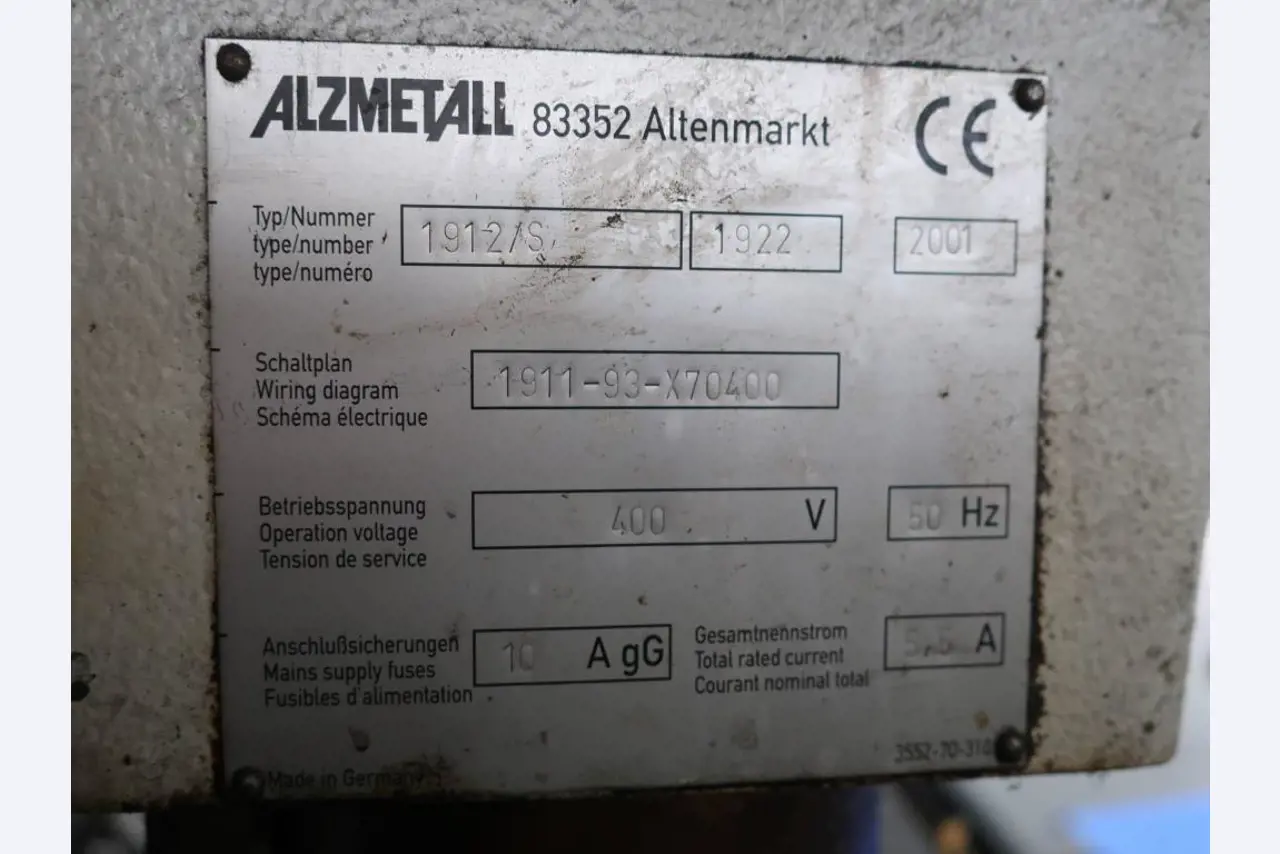 ALZMETALL 83352 Altenmarkt CE
Typ/Nummer
type/number 1912/S 1922 2001
type/numéro
Schaltplan
Wiring diagram 1911-93-X70400
Schéma électrique
Betriebsspannung
Operation voltage 400 V 50 Hz
Tension de service
Anschlußsicherungen
Mains supply fuses 10 A gG
Fusibles d'alimentation
Gesamtnennstrom
Total rated current 5,5 A
Courant nominal total
Made in Germany